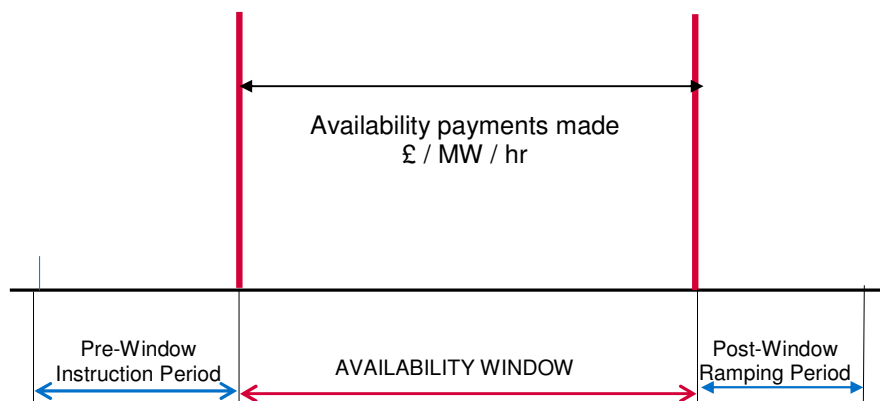 Availability payments made
£ / MW / hr
Pre-Window
Instruction Period
AVAILABILITY WINDOW
Post-Window
Ramping Period